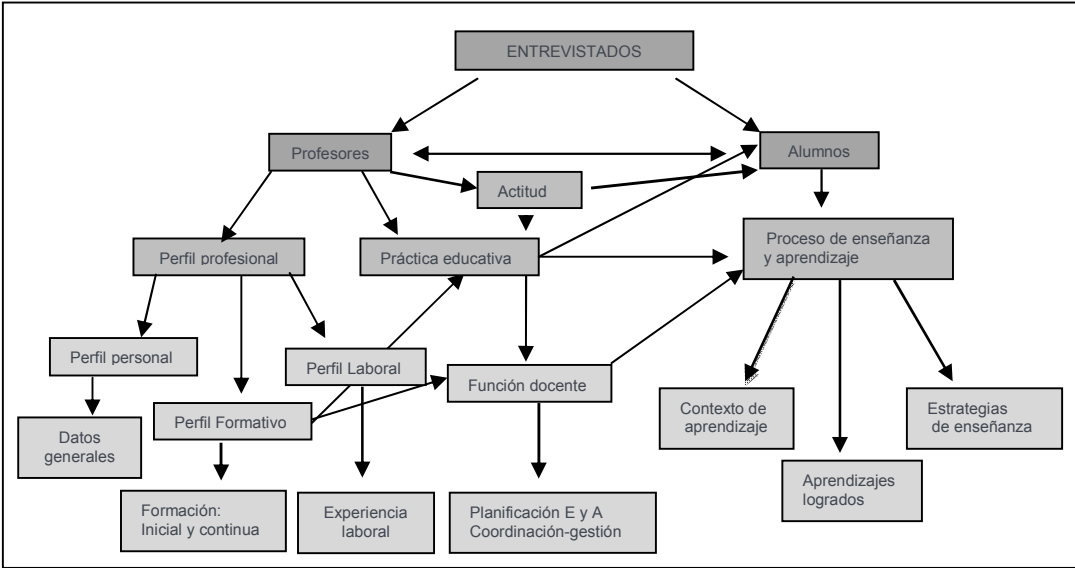 ENTREVISTADOS
Profesores
Alumnos
Actitud
Perfil profesional
Práctica educativa
Proceso de enseñanza
y aprendizaje
Perfil personal
Perfil Laboral
Función docente
Perfil Formativo
Contexto de
aprendizaje
Estrategias
de enseñanza
Datos
generales
Aprendizajes
logrados
Formación:
Inicial y continua
Experiencia
laboral
Planificación E y A
Coordinación-gestión